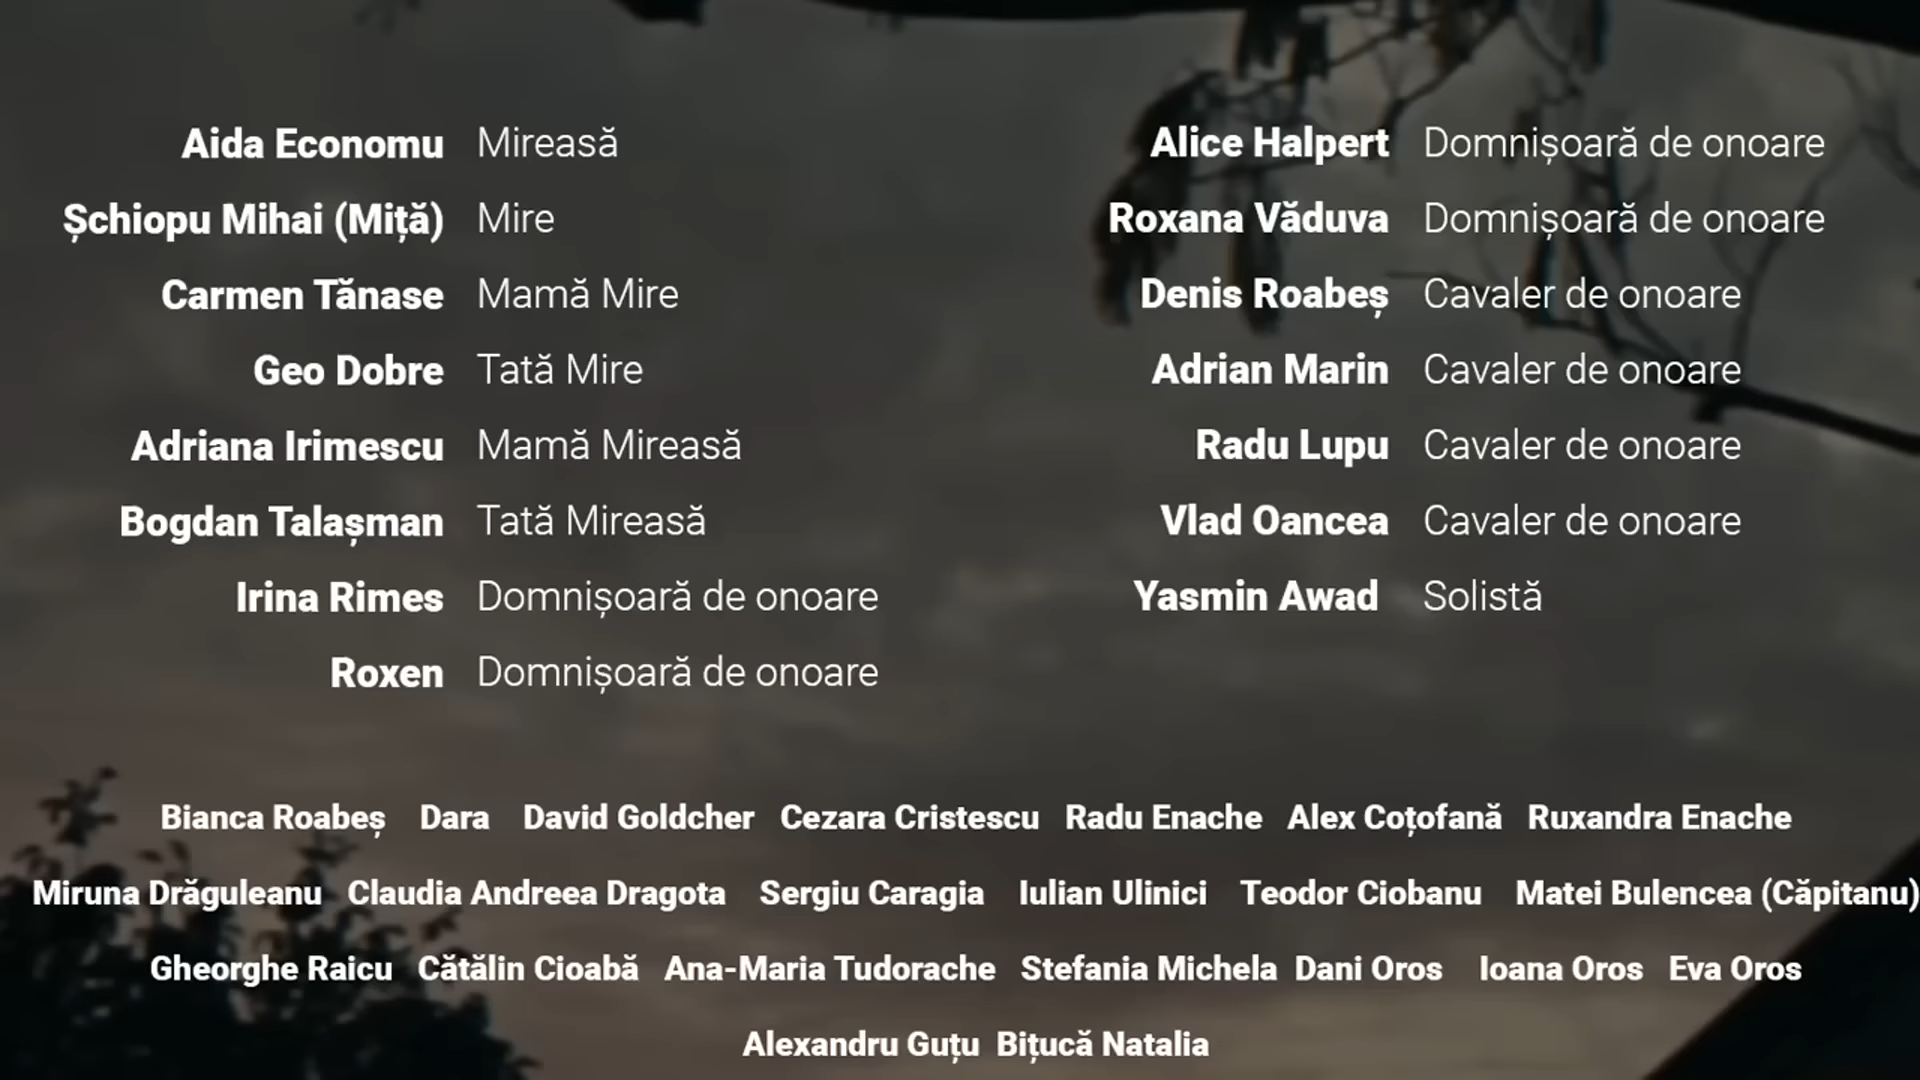 Aida Economu Mireasă
Șchiopu Mihai (Miță) Mire
Carmen Tănase Mamă Mire
Geo Dobre Tată Mire
Adriana Irimescu Mamă Mireasă
Bogdan Talașman Tată Mireasă
Irina Rimes Domnișoară de onoare
Roxen Domnișoară de onoare
Alice Halpert Domnișoară de onoare
Roxana Văduva Domnișoară de onoare
Denis Roabeș Cavaler de onoare
Adrian Marin Cavaler de onoare
Radu Lupu Cavaler de onoare
Vlad Oancea Cavaler de onoare
Yasmin Awad Solistă
Bianca Roabeș Dara David Goldcher Cezara Cristescu Radu Enache Alex Coțofană Ruxandra Enache
Miruna Drăguleanu Claudia Andreea Dragota Sergiu Caragia Iulian Ulinici Teodor Ciobanu Matei Bulencea (Căpitanu)
Gheorghe Raicu Cătălin Cioabă Ana-Maria Tudorache Stefania Michela Dani Oros Ioana Oros Eva Oros
Alexandru Guțu Bițucă Natalia